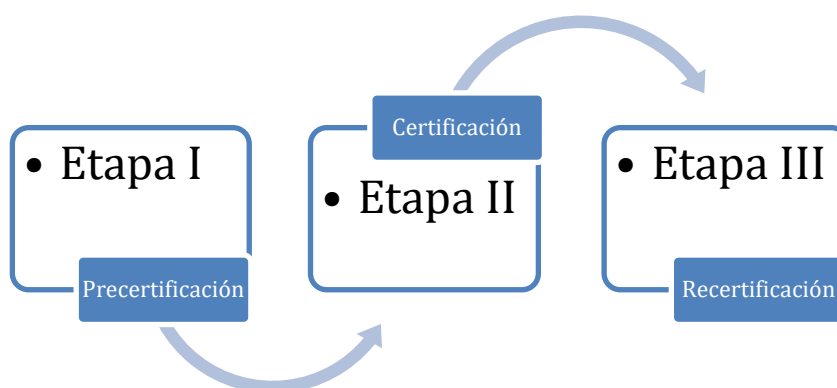 • Etapa I
Precertificación
Certificación
• Etapa II
• Etapa III
Recertificación